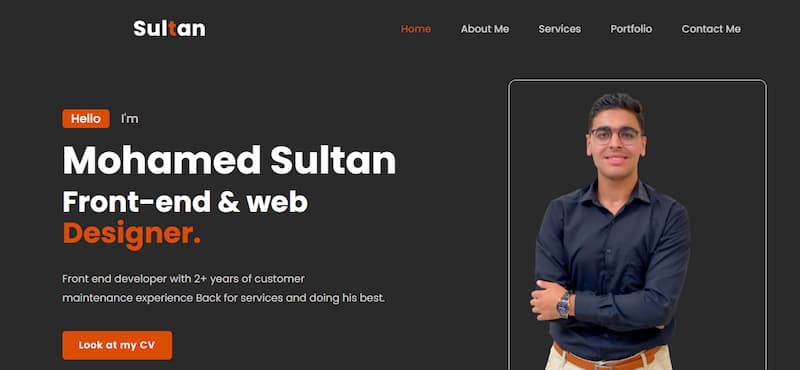 Sultan
Home About Me Services Portfolio Contact Me
Hello I'm
Mohamed Sultan
Front-end & web
Designer.
Front end developer with 2+ years of customer
maintenance experience Back for services and doing his best.
Look at my CV